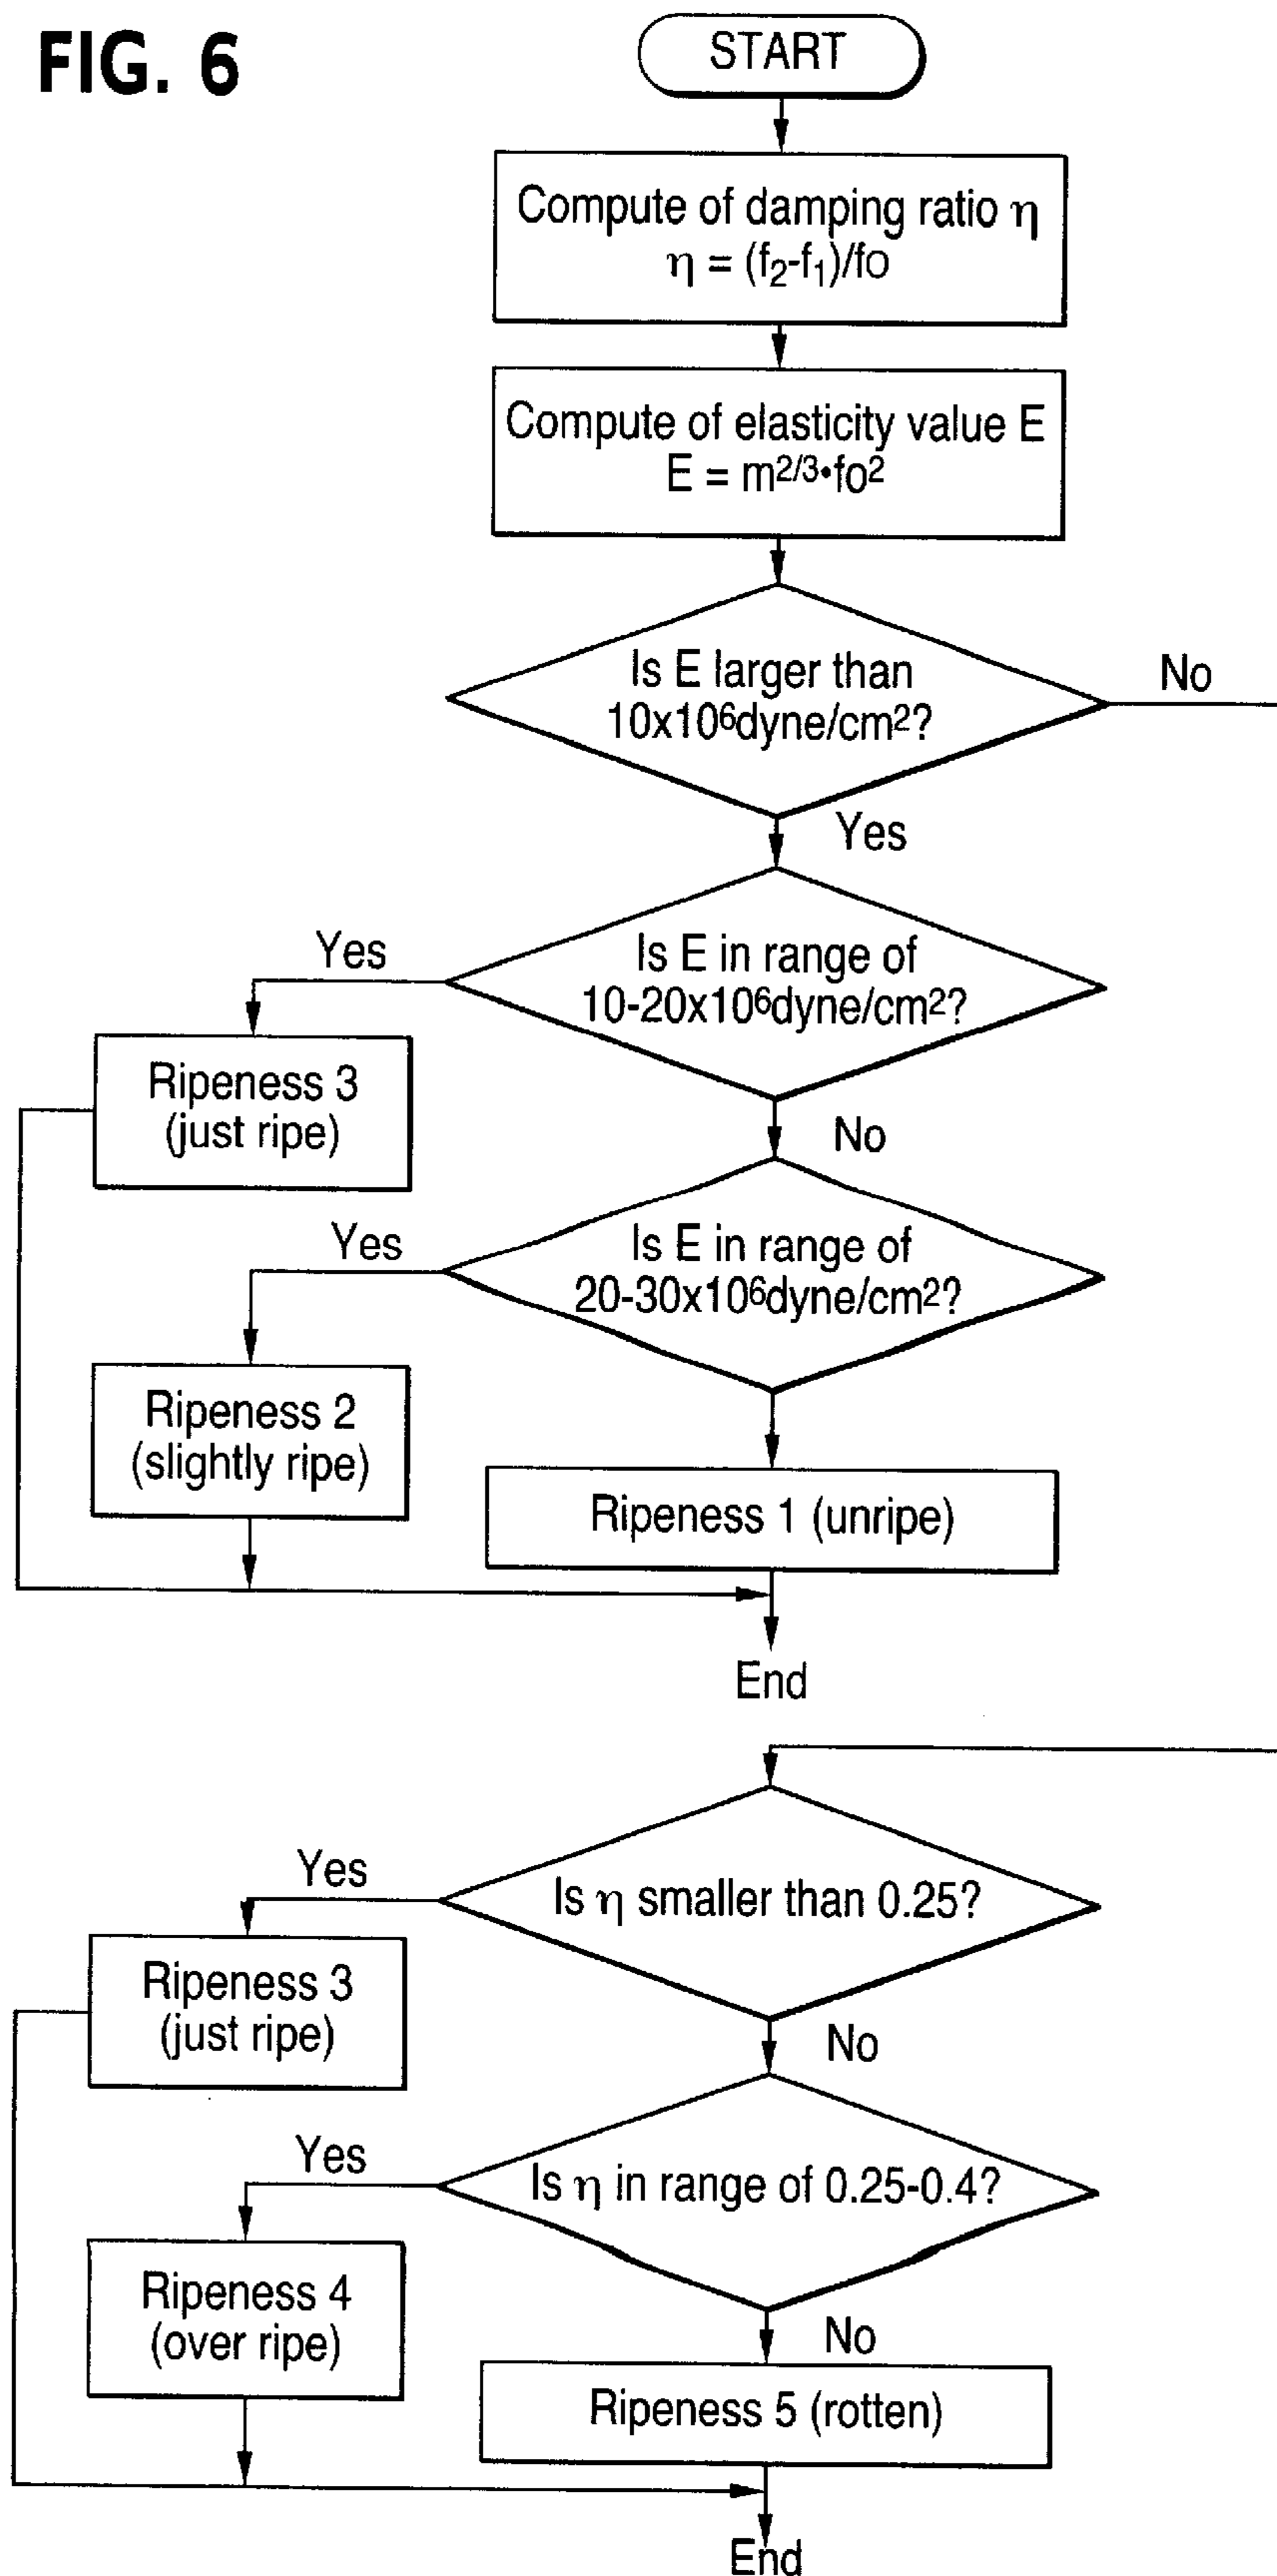 FIG. 6
START
Compute of damping ratio η
η = (f₂-f₁)/fo
Compute of elasticity value E
E = m²ᐟ³•fo²
Is E larger than
10x10⁶dyne/cm²?
No
Yes
Is E in range of
10-20x10⁶dyne/cm²?
Yes
Ripeness 3
(just ripe)
No
Is E in range of
20-30x10⁶dyne/cm²?
Yes
Ripeness 2
(slightly ripe)
Ripeness 1 (unripe)
End
Is η smaller than 0.25?
Yes
Ripeness 3
(just ripe)
No
Is η in range of 0.25-0.4?
Yes
Ripeness 4
(over ripe)
No
Ripeness 5 (rotten)
End